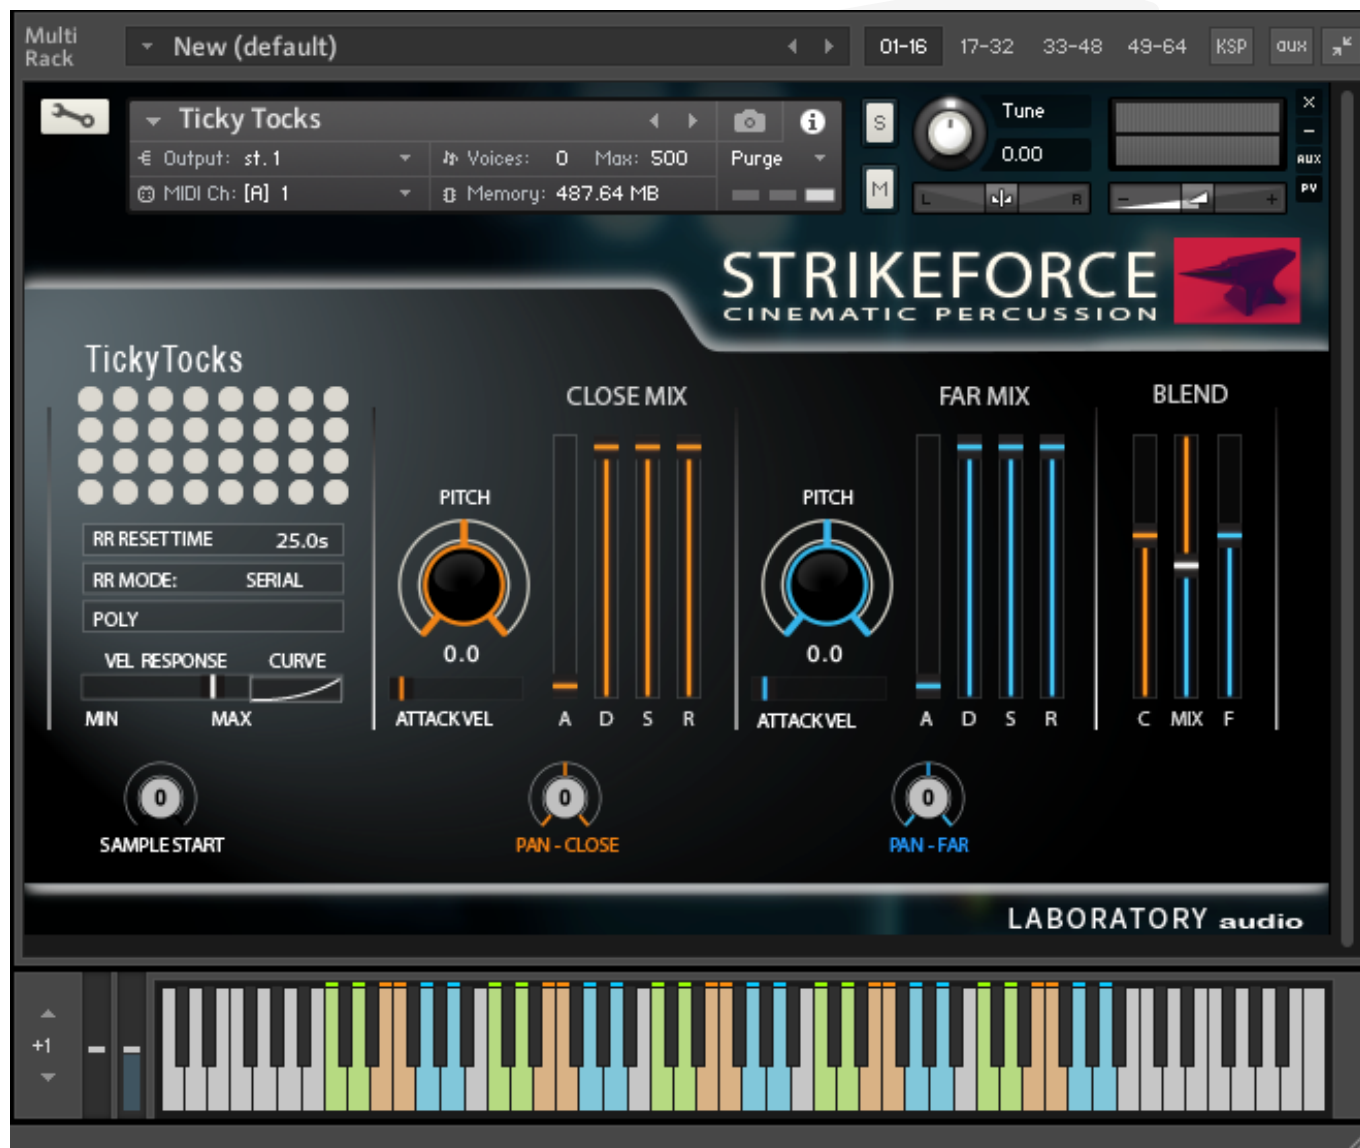 Multi
Rack
New (default)
01-16 17-32 33-48 49-64 KSP aux
Ticky Tocks
Output: st.1
Voices: 0 Max: 500
Purge
MIDI Ch: [A] 1
Memory: 487.64 MB
S
M
Tune
0.00
L R
- +
×
AUX
PV
STRIKEFORCE
CINEMATIC PERCUSSION
TickyTocks
RR RESET TIME 25.0s
RR MODE: SERIAL
POLY
VEL RESPONSE CURVE
MIN MAX
0
SAMPLE START
CLOSE MIX
PITCH
0.0
ATTACK VEL
A D S R
0
PAN - CLOSE
FAR MIX
PITCH
0.0
ATTACK VEL
A D S R
0
PAN - FAR
BLEND
C MIX F
LABORATORY audio
+1